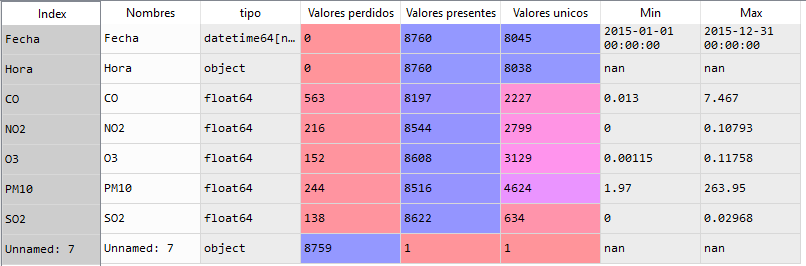 Index Nombres tipo Valores perdidos Valores presentes Valores unicos Min Max
Fecha Fecha datetime64[n... 0 8760 8045 2015-01-01 00:00:00 2015-12-31 00:00:00
Hora Hora object 0 8760 8038 nan nan
CO CO float64 563 8197 2227 0.013 7.467
NO2 NO2 float64 216 8544 2799 0 0.10793
O3 O3 float64 152 8608 3129 0.00115 0.11758
PM10 PM10 float64 244 8516 4624 1.97 263.95
SO2 SO2 float64 138 8622 634 0 0.02968
Unnamed: 7 Unnamed: 7 object 8759 1 1 nan nan